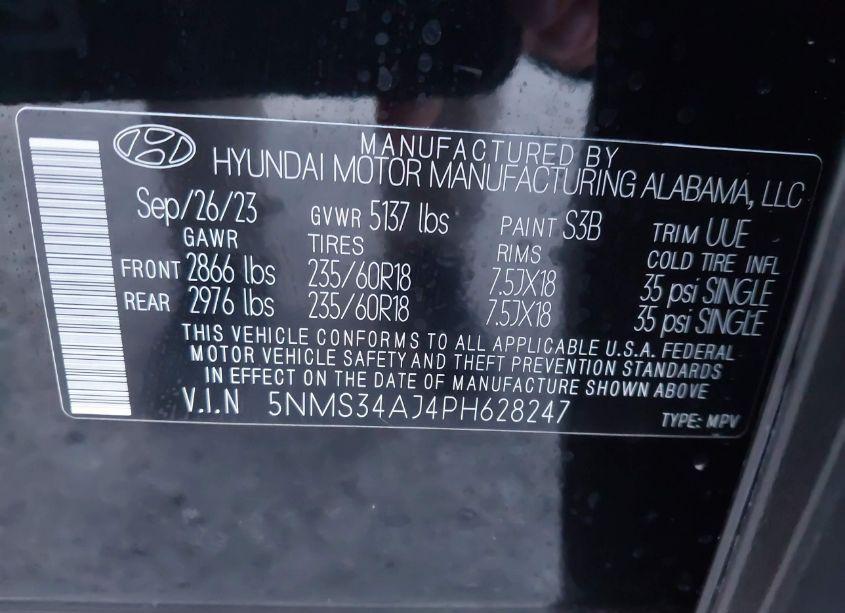 MANUFACTURED BY
HYUNDAI MOTOR MANUFACTURING ALABAMA, LLC
Sep/26/23 GVWR 5137 lbs PAINT S3B TRIM UUE
GAWR TIRES RIMS COLD TIRE INFL
FRONT 2866 lbs 235/60R18 7.5JX18 35 psi SINGLE
REAR 2976 lbs 235/60R18 7.5JX18 35 psi SINGLE
THIS VEHICLE CONFORMS TO ALL APPLICABLE U.S.A. FEDERAL
MOTOR VEHICLE SAFETY AND THEFT PREVENTION STANDARDS
IN EFFECT ON THE DATE OF MANUFACTURE SHOWN ABOVE
V.I.N 5NMS34AJ4PH628247 TYPE: MPV